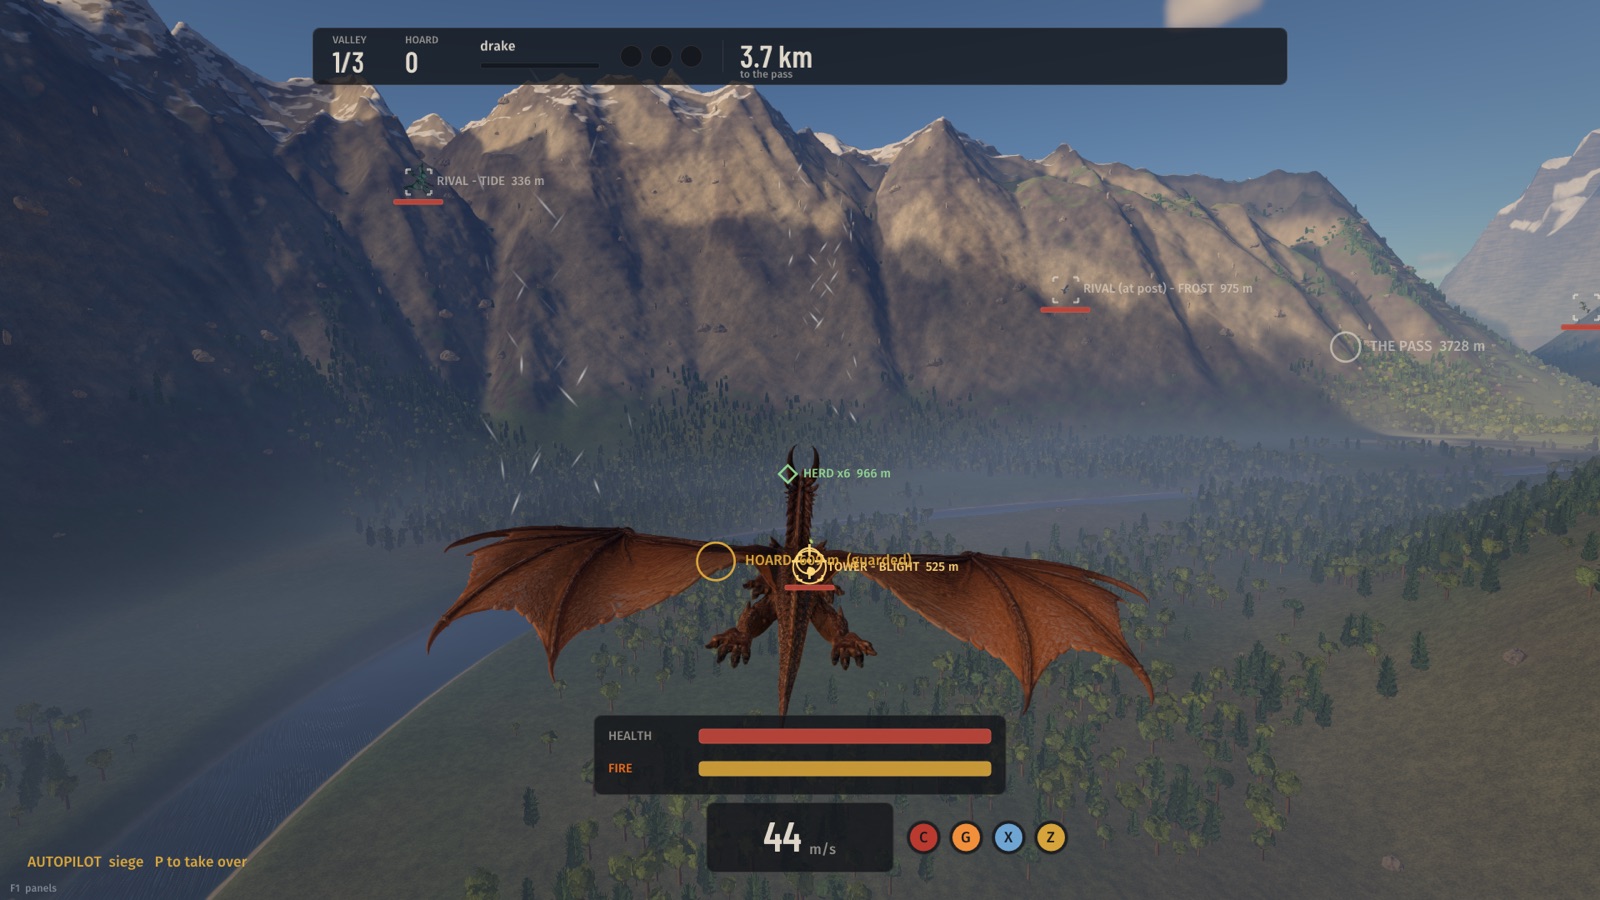 VALLEY
1/3
HOARD
0
drake
3.7 km
to the pass
RIVAL - TIDE 336 m
RIVAL (at post) - FROST 975 m
THE PASS 3728 m
HERD x6 966 m
HOARD m (guarded)
TOWER - BLIGHT 525 m
HEALTH
FIRE
44 m/s
C G X Z
AUTOPILOT siege P to take over
F1 panels